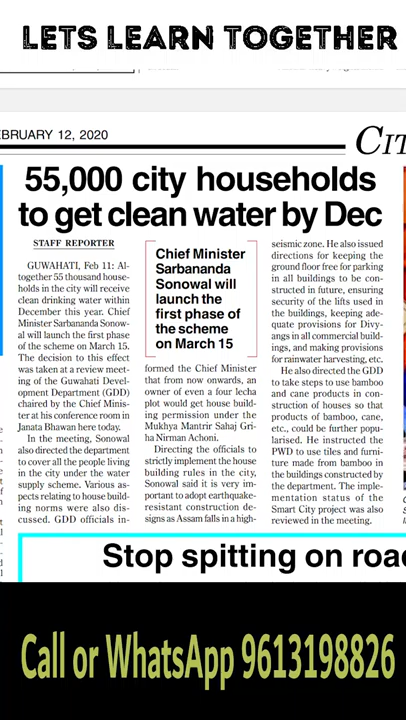 LETS LEARN TOGETHER
EBRUARY 12, 2020
CIT
55,000 city households
to get clean water by Dec
STAFF REPORTER
GUWAHATI, Feb 11: Al-
together 55 thousand house-
holds in the city will receive
clean drinking water within
December this year. Chief
Minister Sarbananda Sonow-
al will launch the first phase
of the scheme on March 15.
The decision to this effect
was taken at a review meet-
ing of the Guwahati Devel-
opment Department (GDD)
chaired by the Chief Minis-
ter at his conference room in
Janata Bhawan here today.
In the meeting, Sonowal
also directed the department
to cover all the people living
in the city under the water
supply scheme. Various as-
pects relating to house build-
ing norms were also dis-
cussed. GDD officials in-
Chief Minister
Sarbananda
Sonowal will
launch the
first phase of
the scheme
on March 15
formed the Chief Minister
that from now onwards, an
owner of even a four lecha
plot would get house build-
ing permission under the
Mukhya Mantrir Sahaj Gri-
ha Nirman Achoni.
Directing the officials to
strictly implement the house
building rules in the city,
Sonowal said it is very im-
portant to adopt earthquake-
resistant construction de-
signs as Assam falls in a high-
seismic zone. He also issued
directions for keeping the
ground floor free for parking
in all buildings to be con-
structed in future, ensuring
security of the lifts used in
the buildings, keeping ade-
quate provisions for Divy-
angs in all commercial build-
ings, and making provisions
for rainwater harvesting, etc.
He also directed the GDD
to take steps to use bamboo
and cane products in con-
struction of houses so that
products of bamboo, cane,
etc., could be further popu-
larised. He instructed the
PWD to use tiles and furni-
ture made from bamboo in
the buildings constructed by
the department. The imple-
mentation status of the
Smart City project was also
reviewed in the meeting.
Stop spitting on roa
Call or WhatsApp 9613198826